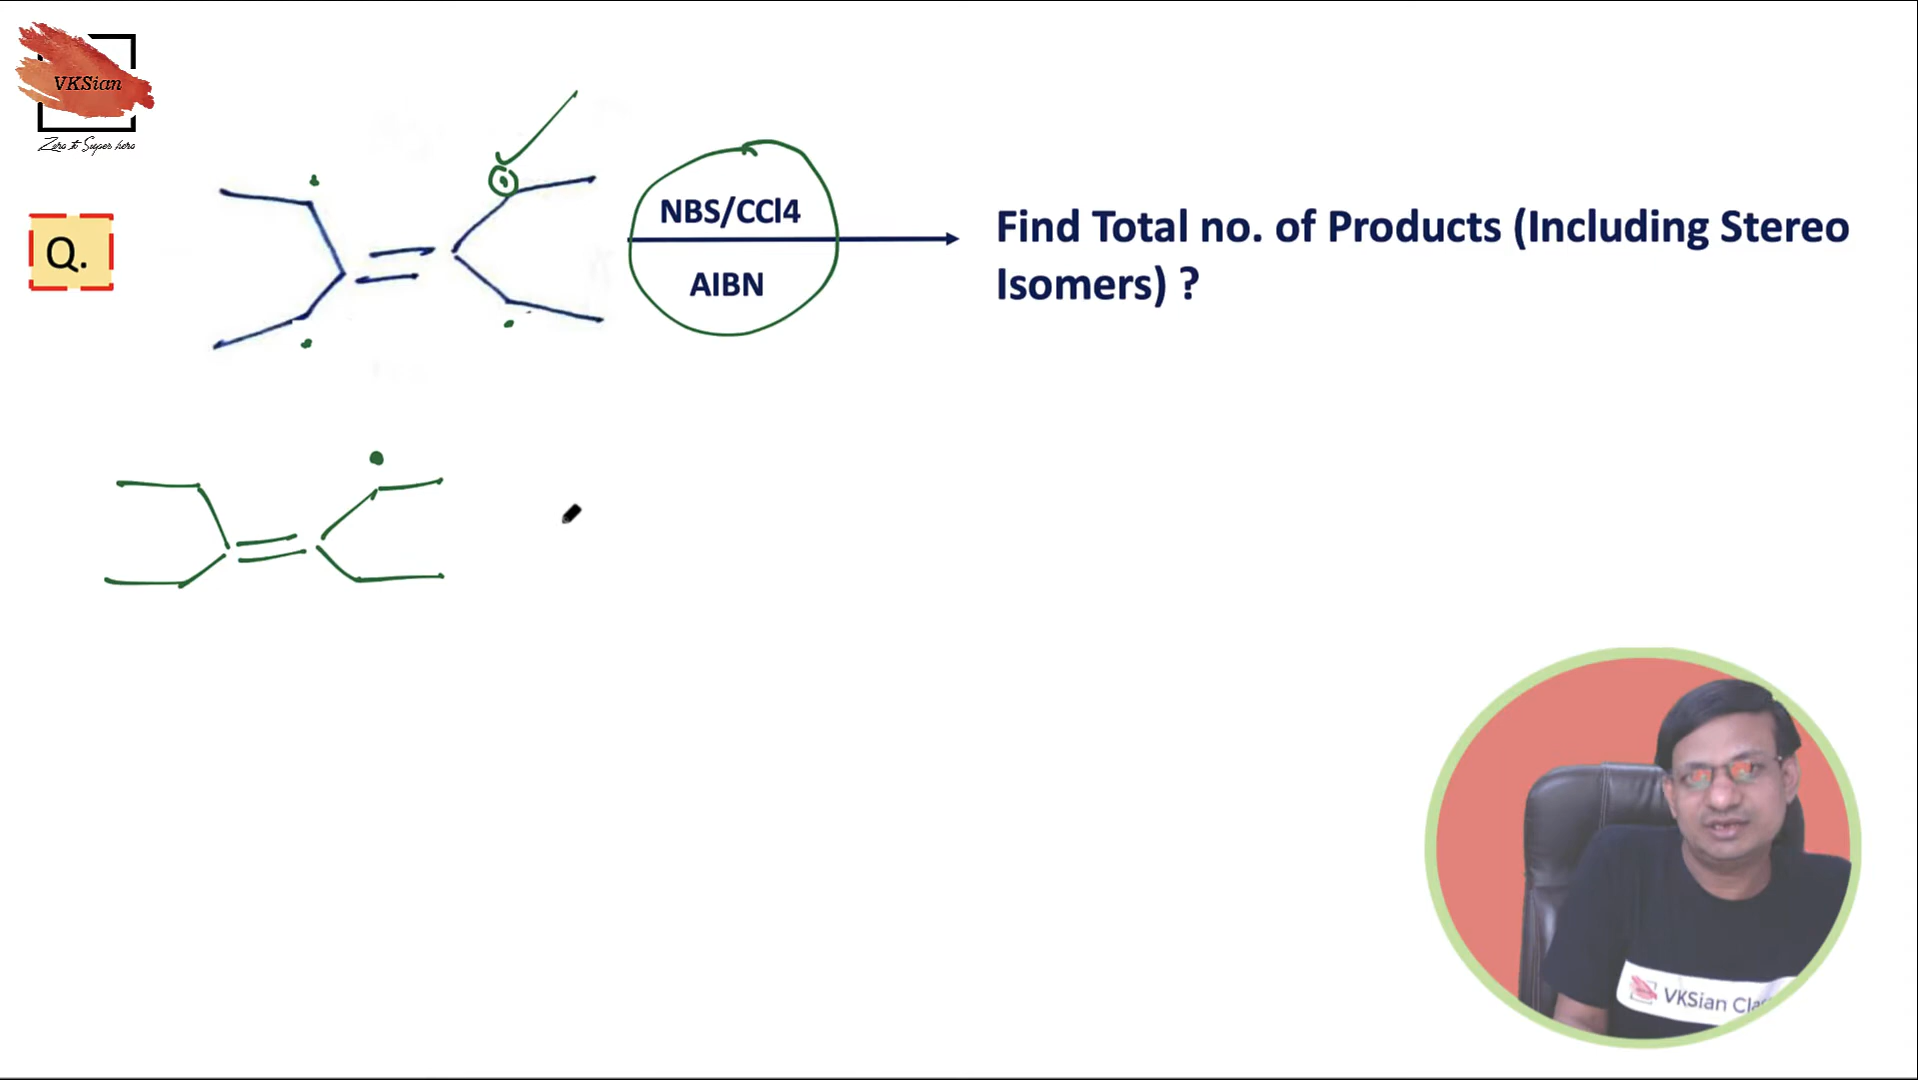 VKSian
Zero to Super hero
Q.
NBS/CCl4
AIBN
Find Total no. of Products (Including Stereo
Isomers) ?
VKSian Cla